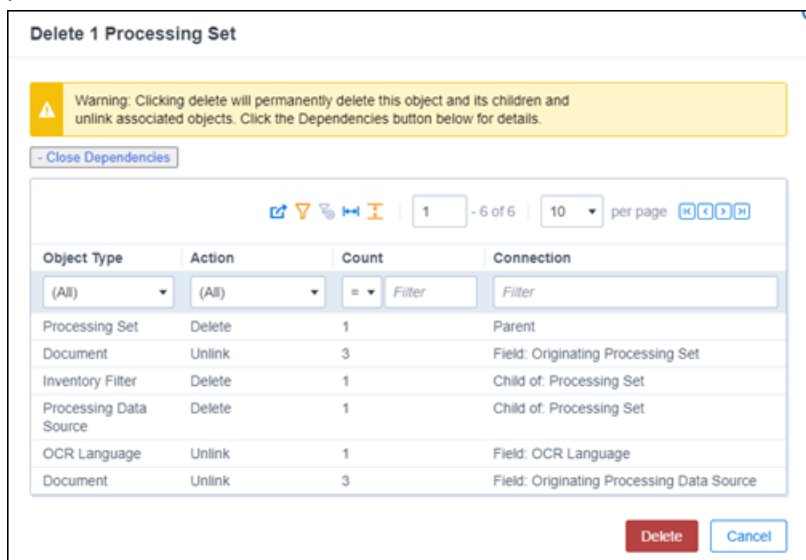 Delete 1 Processing Set
Warning: Clicking delete will permanently delete this object and its children and
unlink associated objects. Click the Dependencies button below for details.
- Close Dependencies
1 - 6 of 6 10 per page
Object Type Action Count Connection
(All) (All) = Filter Filter
Processing Set Delete 1 Parent
Document Unlink 3 Field: Originating Processing Set
Inventory Filter Delete 1 Child of: Processing Set
Processing Data Delete 1 Child of: Processing Set
Source
OCR Language Unlink 1 Field: OCR Language
Document Unlink 3 Field: Originating Processing Data Source
Delete Cancel